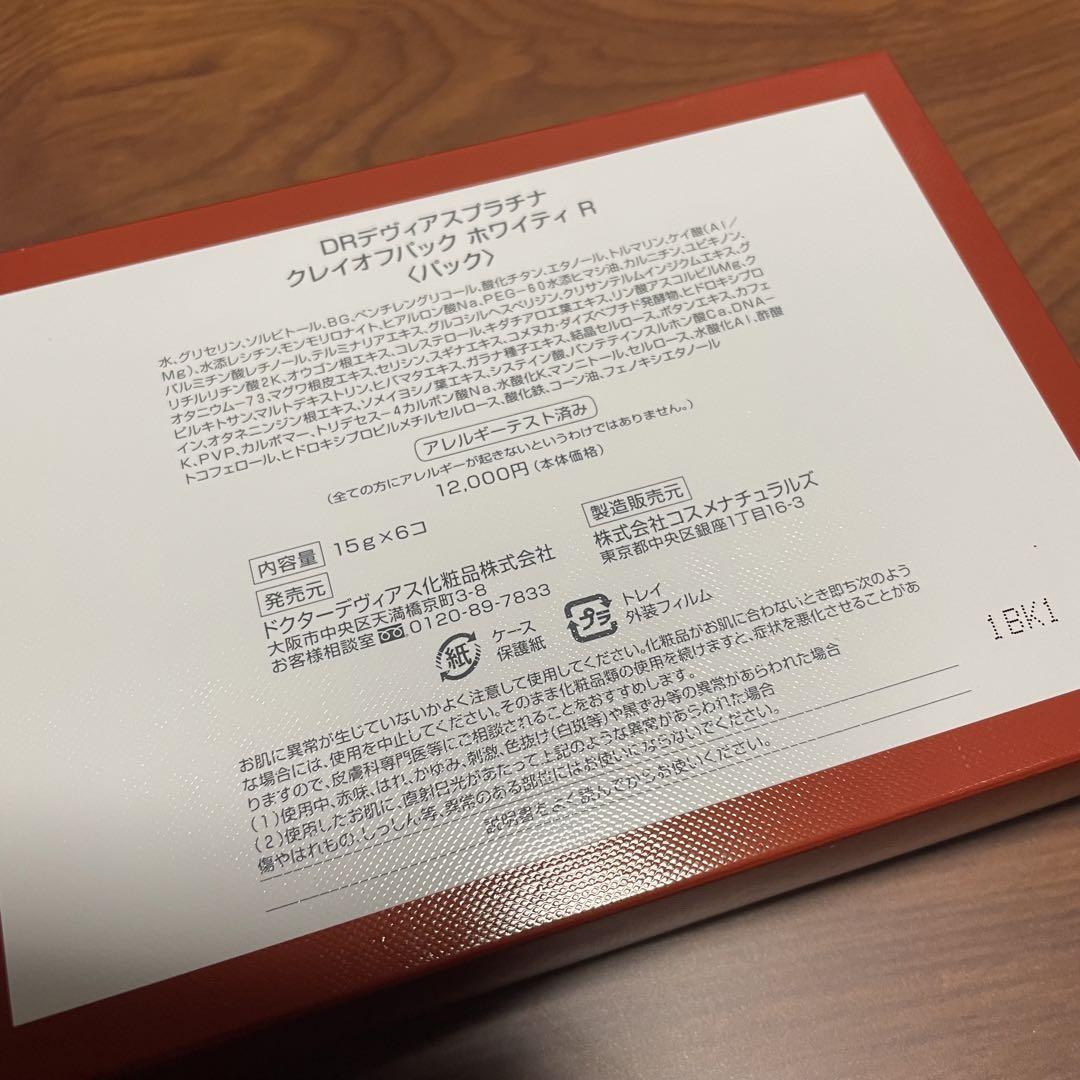 DRデヴィアスプラチナ
クレイオフパック ホワイティ R
〈パック〉
水、グリセリン、ソルビトール、BG、ペンチレングリコール、酸化チタン、エタノール、トルマリン、ケイ酸(Al/
Mg)、水添レシチン、モンモリロナイト、ヒアルロン酸Na、PEG-60水添ヒマシ油、カルニチン、ユビキノン、
パルミチン酸レチノール、テルミナリアエキス、グルコシルヘスペリジン、クリサンテルムインジクムエキス、グ
リチルリチン酸2K、オウゴン根エキス、コレステロール、キダチアロエ葉エキス、リン酸アスコルビルMg、ク
オタニウム-73、マグワ根皮エキス、セリシン、スギナエキス、コメヌカ・ダイズペプチド発酵物、ヒドロキシプロ
ピルキトサン、マルトデキストリン、ヒバマタエキス、ガラナ種子エキス、結晶セルロース、ボタンエキス、カフェ
イン、オタネニンジン根エキス、ソメイヨシノ葉エキス、システイン酸、パンテテインスルホン酸Ca、DNA-
K、PVP、カルボマー、トリデセス-4カルボン酸Na、水酸化K、マンニトール、セルロース、水酸化Al、酢酸
トコフェロール、ヒドロキシプロピルメチルセルロース、酸化鉄、コーン油、フェノキシエタノール
アレルギーテスト済み
(全ての方にアレルギーが起きないというわけではありません。)
12,000円(本体価格)
内容量 15g×6コ
発売元
ドクターデヴィアス化粧品株式会社
大阪市中央区天満橋京町3-8
お客様相談室 0120-89-7833
製造販売元
株式会社コスメナチュラルズ
東京都中央区銀座1丁目16-3
紙 ケース
保護紙
プラ トレイ
外装フィルム
1BK1
お肌に異常が生じていないかよく注意して使用してください。化粧品がお肌に合わないとき即ち次のよう
な場合には、使用を中止してください。そのまま化粧品類の使用を続けますと、症状を悪化させることがあ
りますので、皮膚科専門医等にご相談されることをおすすめします。
(1)使用中、赤味、はれ、かゆみ、刺激、色抜け(白斑等)や黒ずみ等の異常があらわれた場合
(2)使用したお肌に、直射日光があたって上記のような異常があらわれた場合
傷やはれもの、しっしん等、異常のある部位にはお使いにならないでください。
説明書をよく読んでからお使いください。